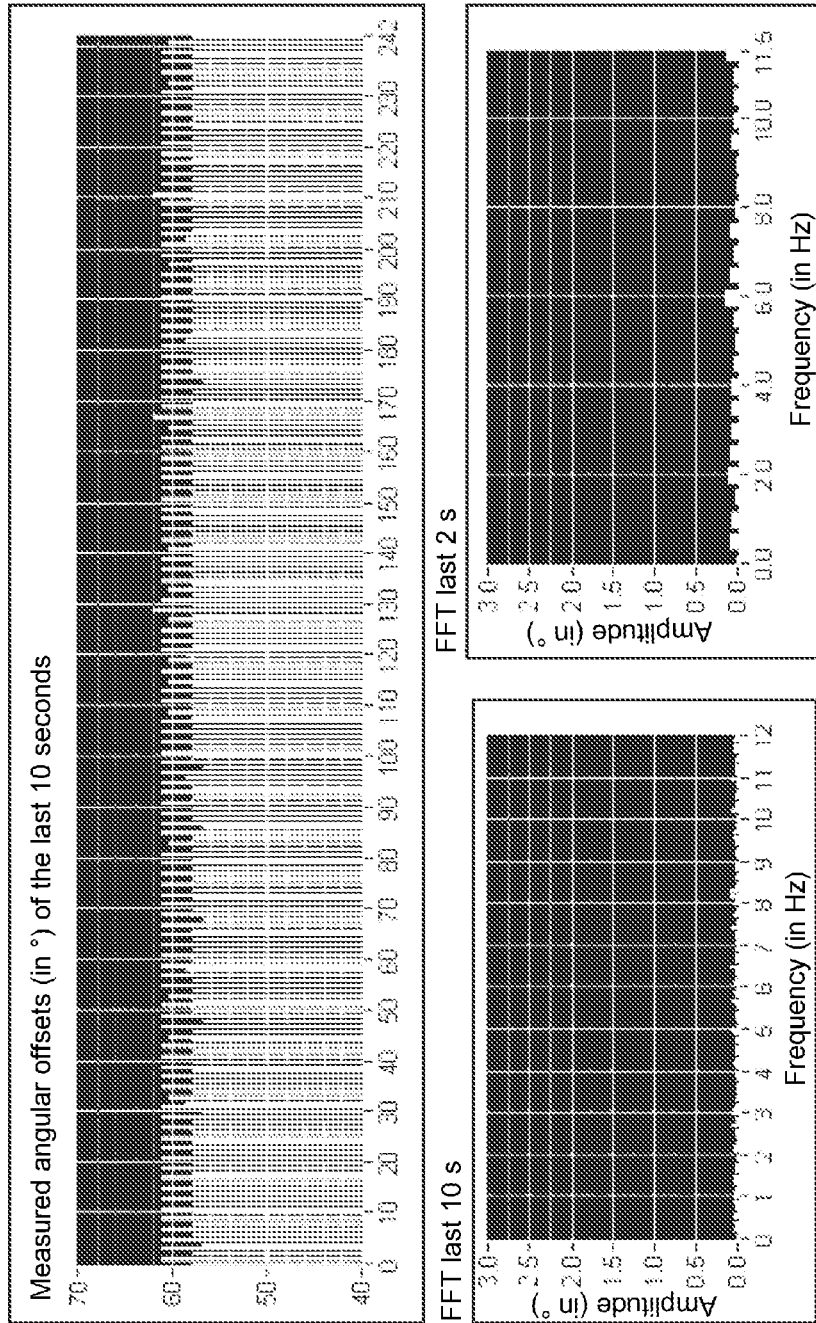 Measured angular offsets (in °) of the last 10 seconds
70
60
50
40
0 10 20 30 40 50 60 70 80 90 100 110 120 130 140 150 160 170 180 190 200 210 220 230 242
FFT last 10 s
Amplitude (in °)
3.0
2.5
2.0
1.5
1.0
0.5
0.0
0 1 2 3 4 5 6 7 8 9 10 11 12
Frequency (in Hz)
FFT last 2 s
Amplitude (in °)
3.0
2.5
2.0
1.5
1.0
0.5
0.0
0.0 2.0 4.0 6.0 8.0 10.0 11.5
Frequency (in Hz)